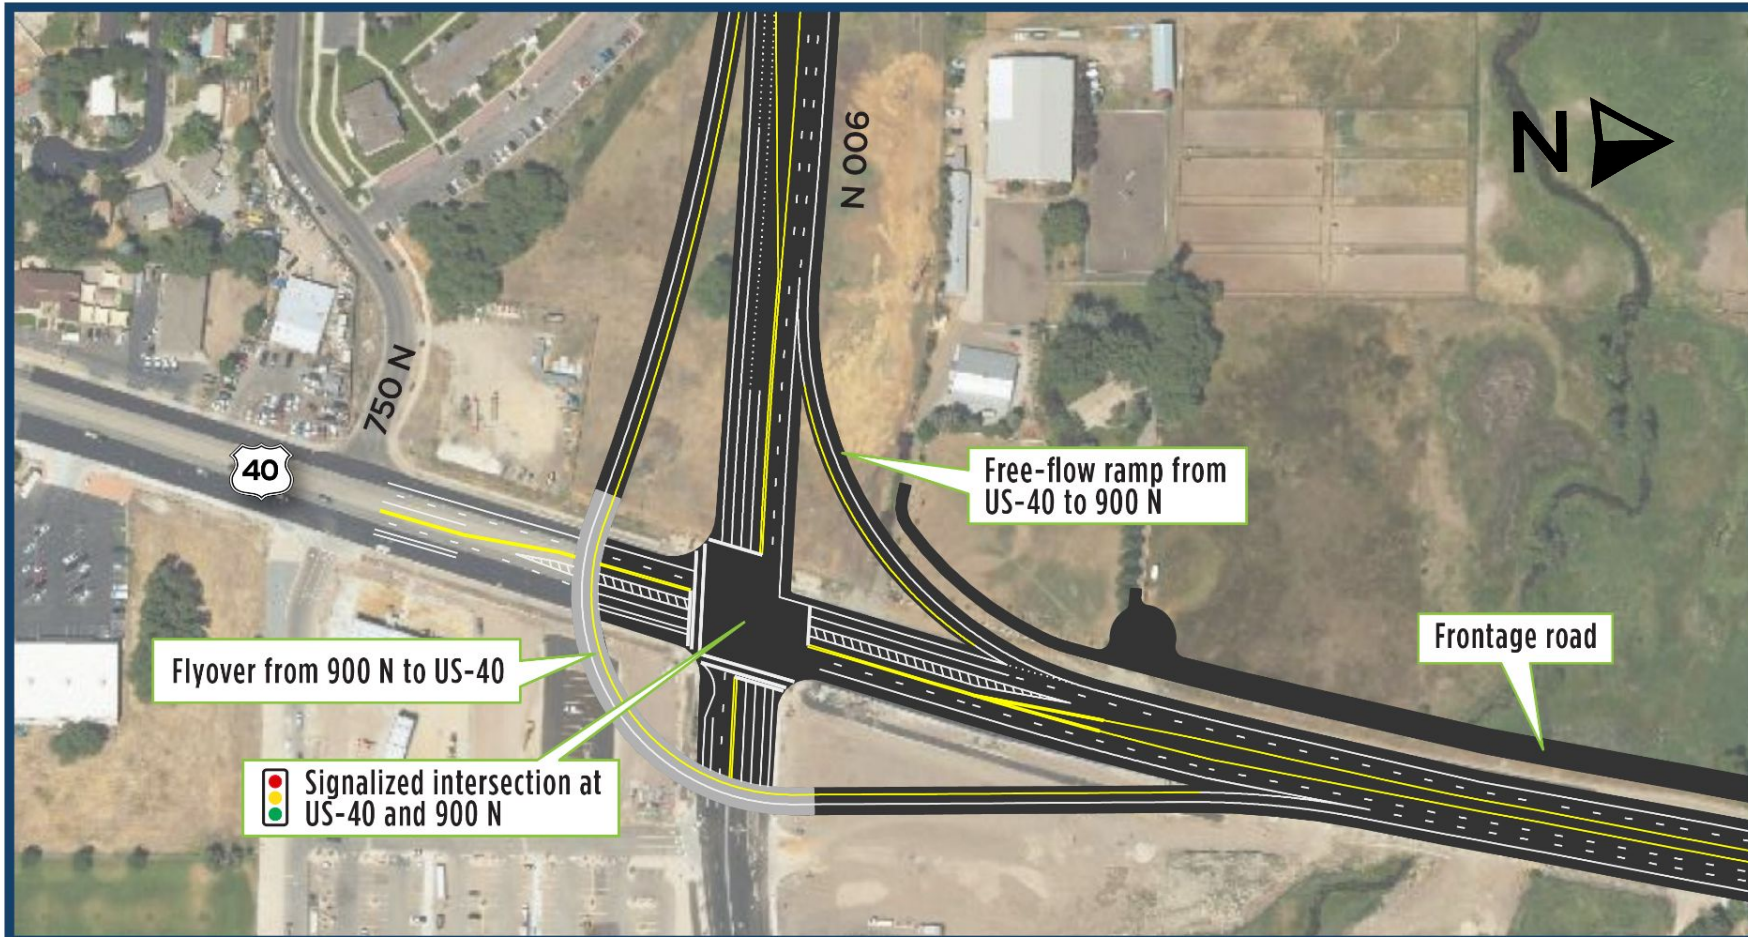 900 N
N
750 N
40
Free-flow ramp from
US-40 to 900 N
Frontage road
Flyover from 900 N to US-40
Signalized intersection at
US-40 and 900 N